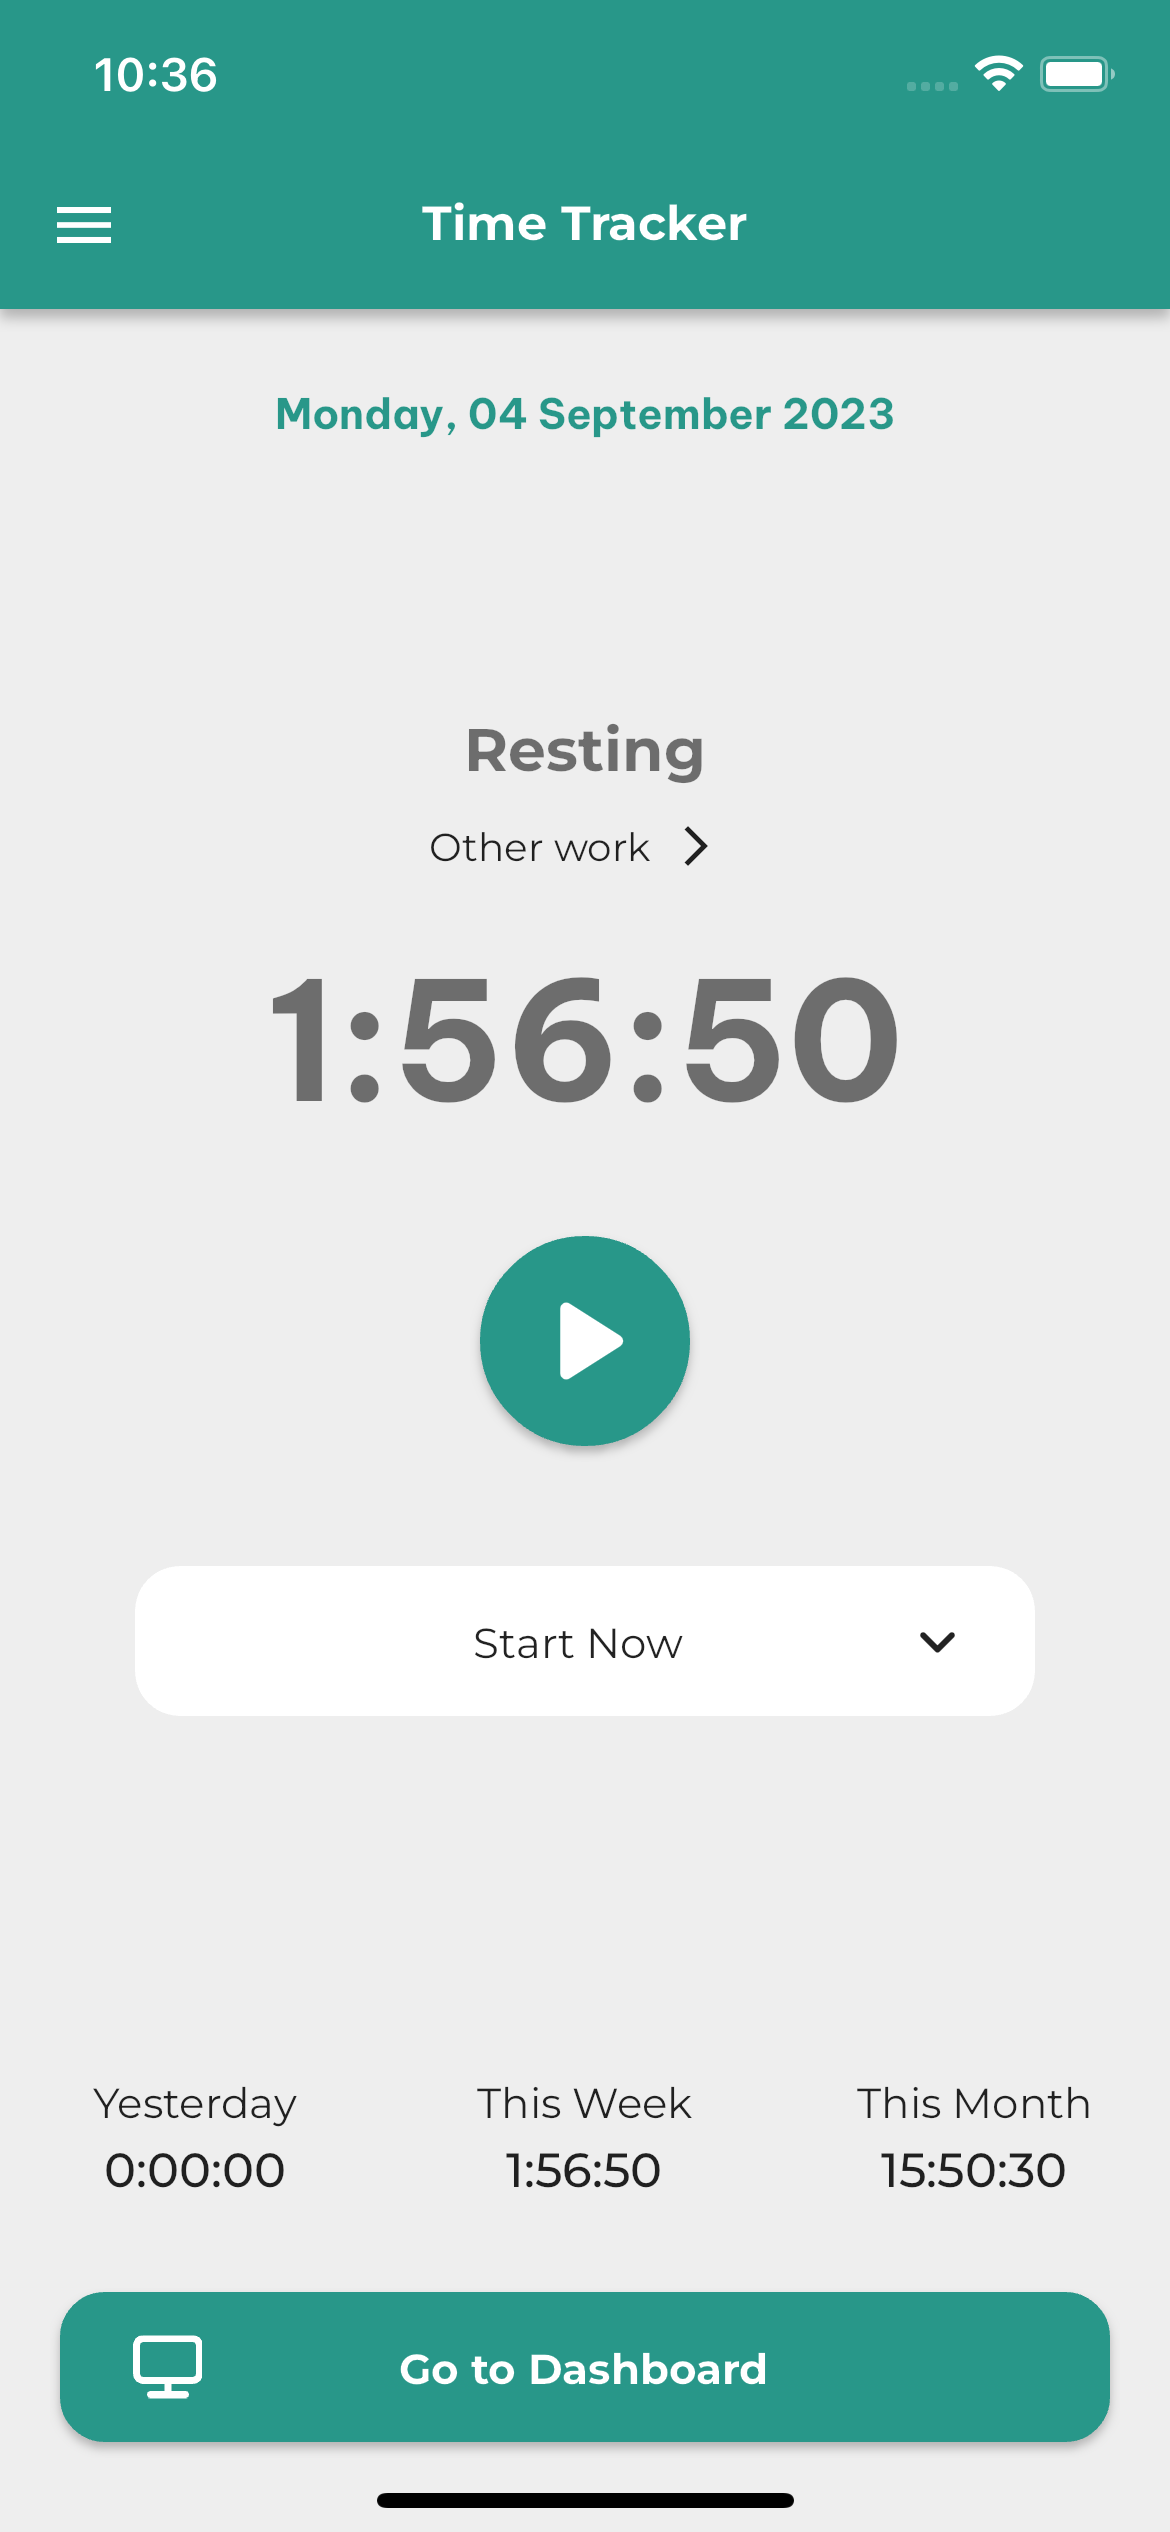 10:36
Time Tracker
Monday, 04 September 2023
Resting
Other work
1:56:50
Start Now
Yesterday This Week This Month
0:00:00 1:56:50 15:50:30
Go to Dashboard